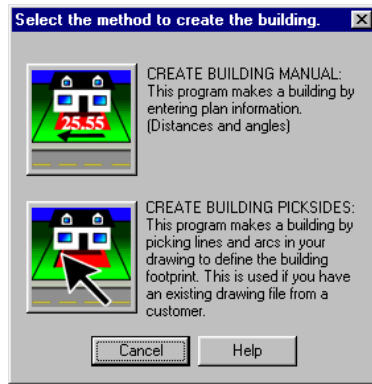 Select the method to create the building.
CREATE BUILDING MANUAL:
This program makes a building by
entering plan information.
(Distances and angles)
25.55
CREATE BUILDING PICKSIDES:
This program makes a building by
picking lines and arcs in your
drawing to define the building
footprint. This is used if you have
an existing drawing file from a
customer.
Cancel
Help